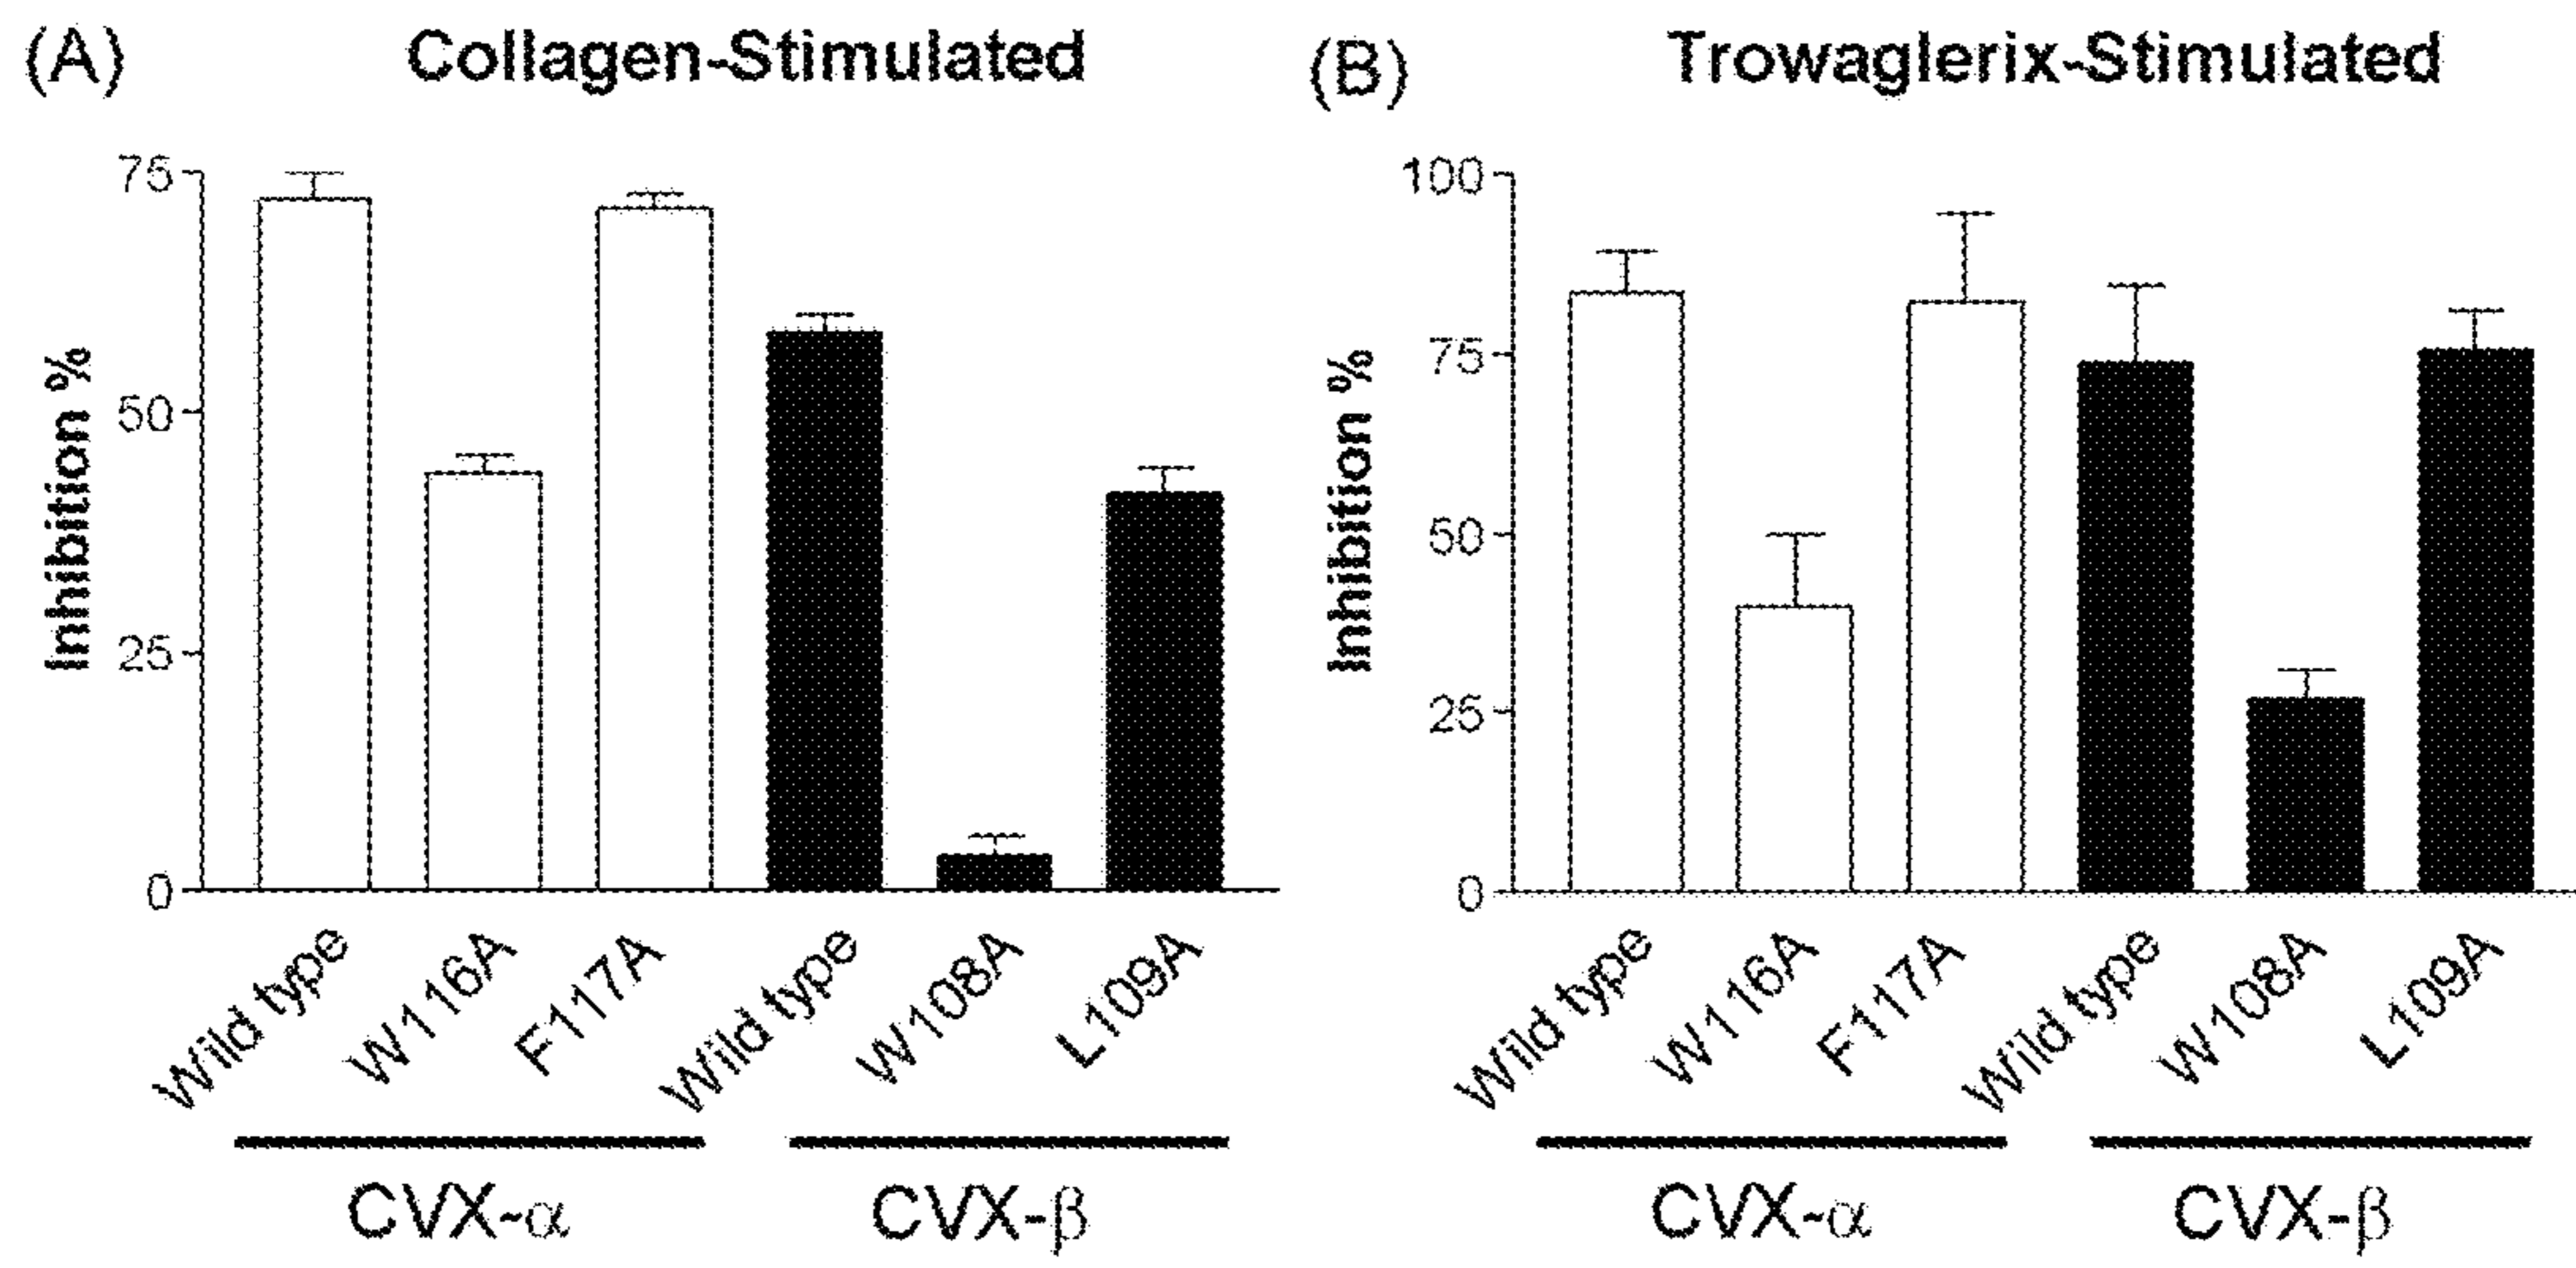 (A) Collagen-Stimulated
Inhibition %
75
50
25
0
Wild type
W116A
F117A
Wild type
W108A
L109A
CVX-α
CVX-β
(B) Trowaglerix-Stimulated
Inhibition %
100
75
50
25
0
Wild type
W116A
F117A
Wild type
W108A
L109A
CVX-α
CVX-β